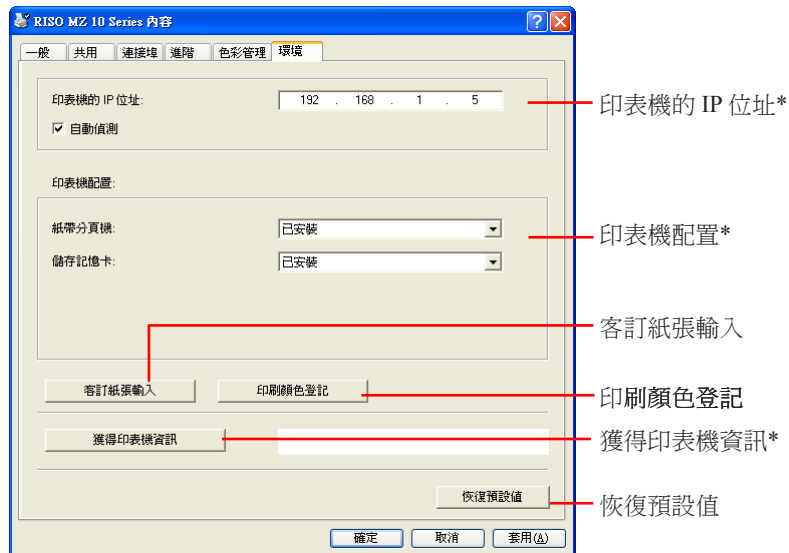 RISO MZ 10 Series 內容
一般 共用 連接埠 進階 色彩管理 環境
印表機的 IP 位址: 192 . 168 . 1 . 5
印表機的 IP 位址*
自動偵測
印表機配置:
紙帶分頁機: 已安裝
印表機配置*
儲存記憶卡: 已安裝
客訂紙張輸入
客訂紙張輸入 印刷顏色登記
印刷顏色登記
獲得印表機資訊
獲得印表機資訊*
恢復預設值
恢復預設值
確定 取消 套用(A)